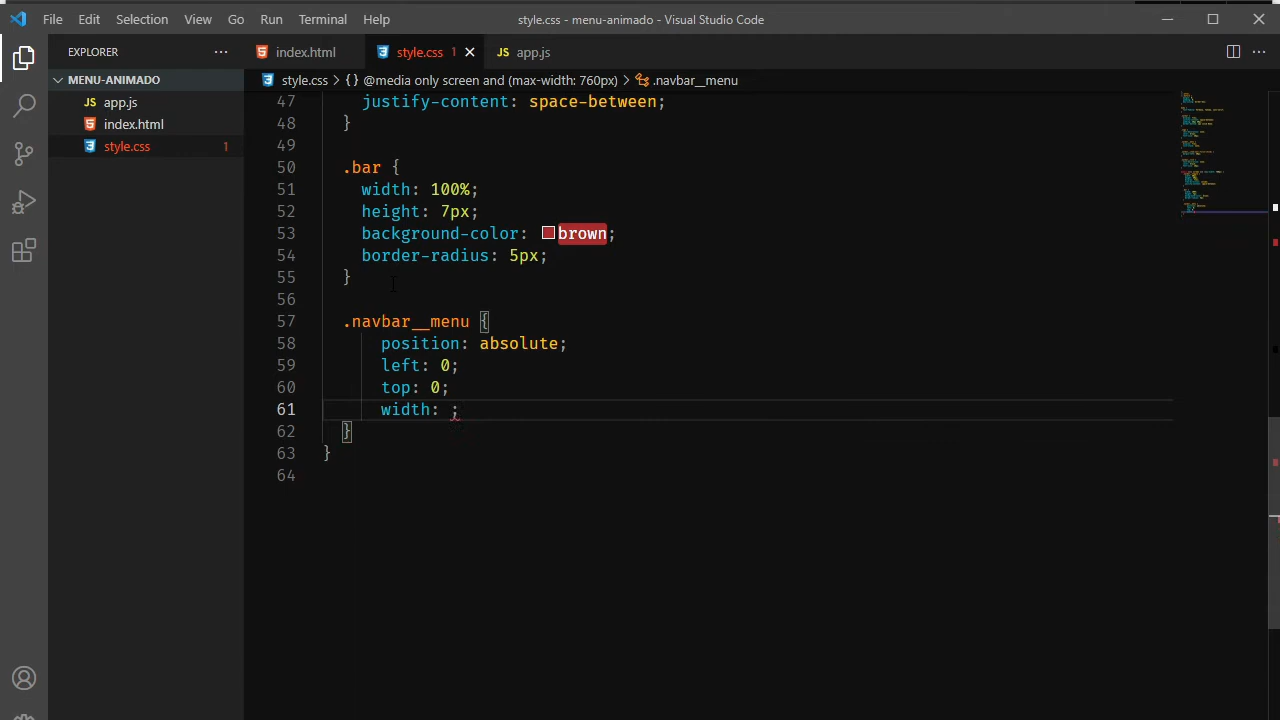 File Edit Selection View Go Run Terminal Help
style.css - menu-animado - Visual Studio Code
EXPLORER
MENU-ANIMADO
JS app.js
index.html
style.css 1
index.html
style.css 1
JS app.js
style.css > {} @media only screen and (max-width: 760px) > .navbar__menu
47 justify-content: space-between;
48 }
49
50 .bar {
51 width: 100%;
52 height: 7px;
53 background-color: brown;
54 border-radius: 5px;
55 }
56
57 .navbar__menu {
58 position: absolute;
59 left: 0;
60 top: 0;
61 width: ;
62 }
63 }
64